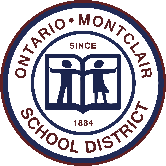 ONTARIO • MONTCLAIR
SINCE
1884
SCHOOL DISTRICT